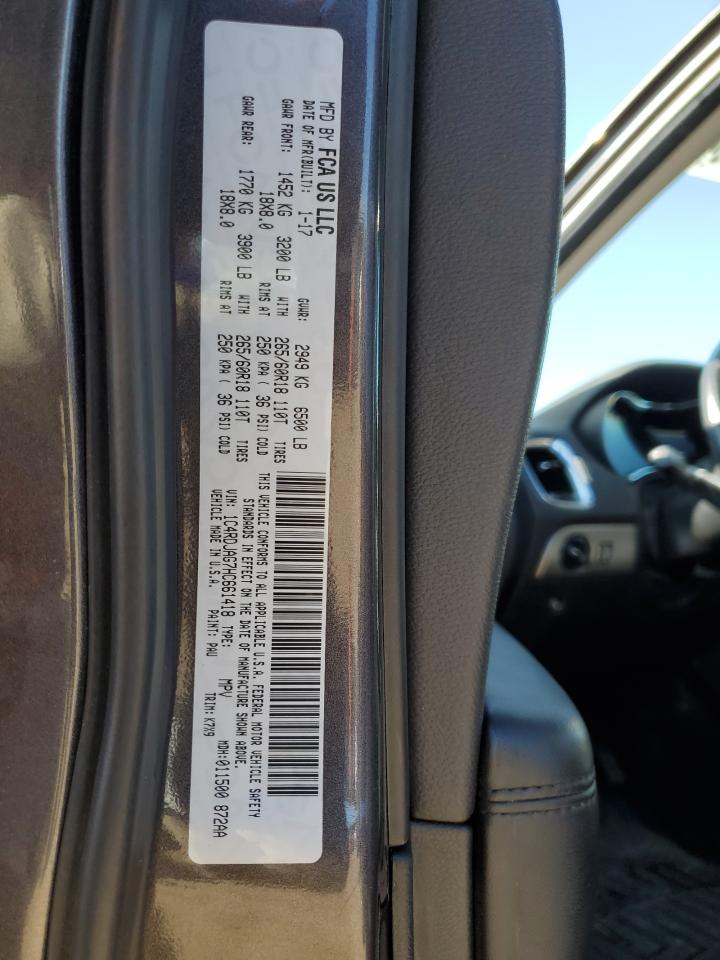 MFD BY FCA US LLC
DATE OF MFR(BUILT): 1-17 GVWR: 2949 KG 6500 LB
GAWR FRONT: 1452 KG 3200 LB WITH 265/60R18 110T TIRES
18X8.0 RIMS AT 250 KPA ( 36 PSI) COLD
GAWR REAR: 1770 KG 3900 LB WITH 265/60R18 110T TIRES
18X8.0 RIMS AT 250 KPA ( 36 PSI) COLD
THIS VEHICLE CONFORMS TO ALL APPLICABLE U.S.A. FEDERAL MOTOR VEHICLE SAFETY
STANDARDS IN EFFECT ON THE DATE OF MANUFACTURE SHOWN ABOVE.
VIN: 1C4RDJAG7HC661418 TYPE: MPV MDH:011500 872AA
VEHICLE MADE IN U.S.A. PAINT: PAU TRIM: K7X9